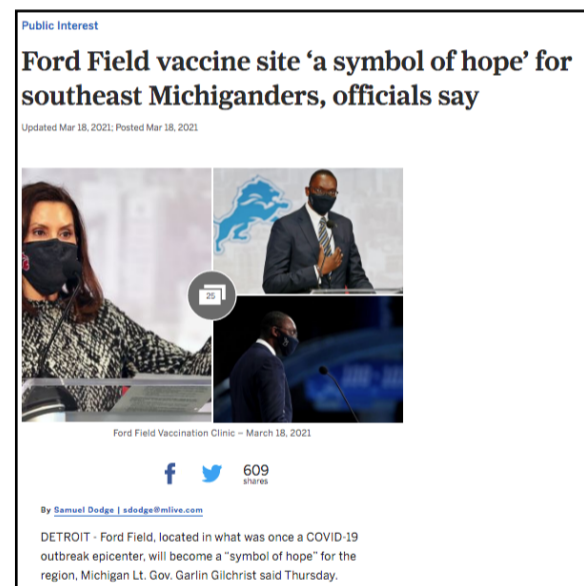 Public Interest
Ford Field vaccine site ‘a symbol of hope’ for
southeast Michiganders, officials say
Updated Mar 18, 2021; Posted Mar 18, 2021
25
Ford Field Vaccination Clinic – March 18, 2021
609
shares
By Samuel Dodge | sdodge@mlive.com
DETROIT - Ford Field, located in what was once a COVID-19
outbreak epicenter, will become a “symbol of hope” for the
region, Michigan Lt. Gov. Garlin Gilchrist said Thursday.